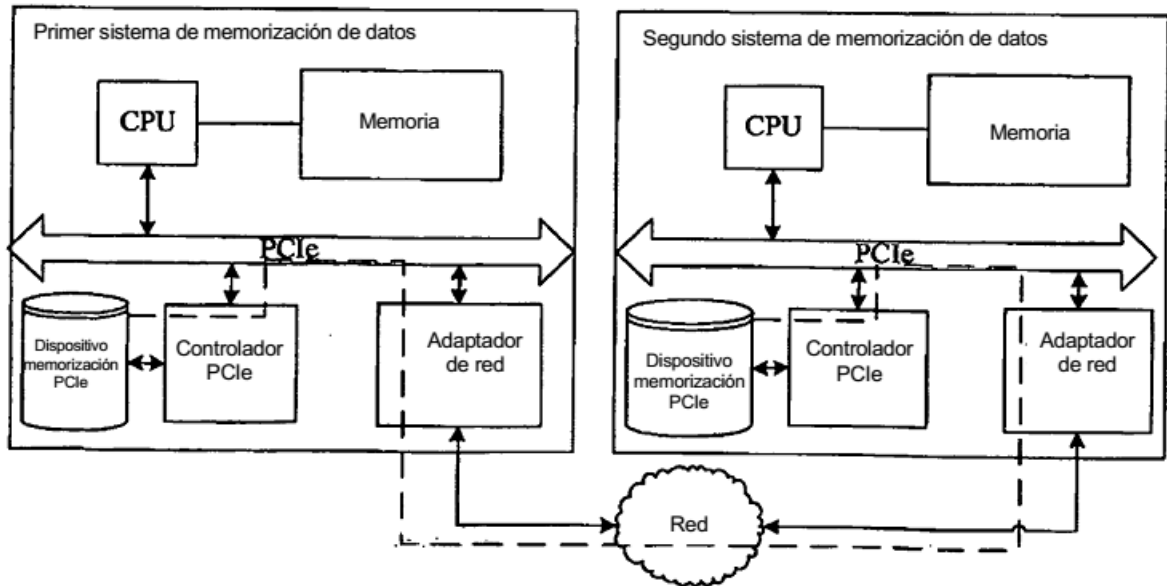 Primer sistema de memorización de datos
CPU
Memoria
PCIe
Dispositivo
memorización
PCIe
Controlador
PCIe
Adaptador
de red
Segundo sistema de memorización de datos
CPU
Memoria
PCIe
Dispositivo
memorización
PCIe
Controlador
PCIe
Adaptador
de red
Red